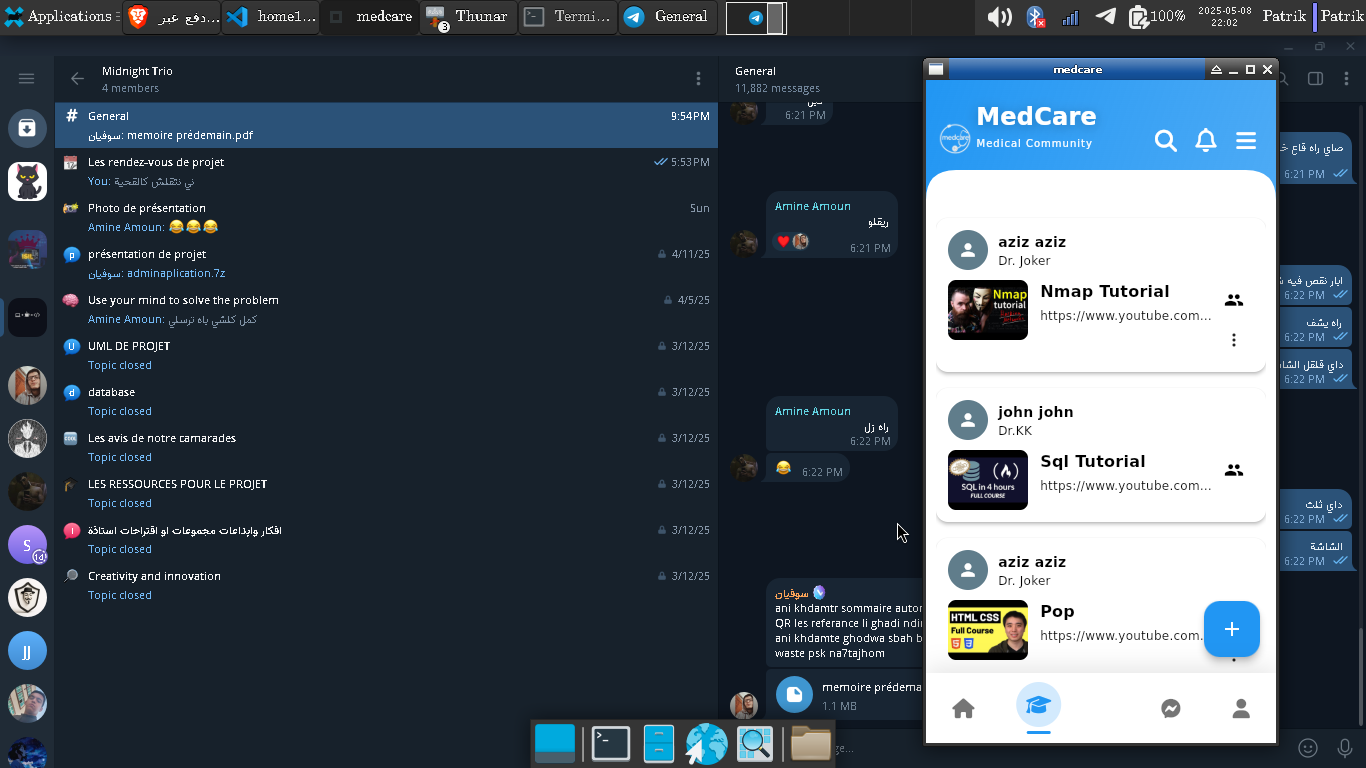 Applications
دفع عبر...
home1...
medcare
3
Thunar
Termi...
General
100%
2025-05-08
22:02
Patrik
Patrik
Midnight Trio
4 members
General
9:54PM
سوفيان: memoire prédemain.pdf
Les rendez-vous de projet
5:53PM
You: ني نتقلش كالقحبة
Photo de présentation
Sun
Amine Amoun: 😂😂😂
présentation de projet
4/11/25
سوفيان: adminaplication.7z
Use your mind to solve the problem
4/5/25
Amine Amoun: كمل كلشي باه ترسلي
UML DE PROJET
3/12/25
Topic closed
database
3/12/25
Topic closed
Les avis de notre camarades
3/12/25
Topic closed
LES RESSOURCES POUR LE PROJET
3/12/25
Topic closed
افكار وابداعات مجموعات او اقتراحات استاذة
3/12/25
Topic closed
Creativity and innovation
3/12/25
Topic closed
S
1d
JJ
General
11,882 messages
6:21 PM
Amine Amoun
ريقلو
6:21 PM
Amine Amoun
راه زل
6:22 PM
😂 6:22 PM
سوفيان
ani khdamtr sommaire autor
QR les referance li ghadi ndir
ani khdamte ghodwa sbah b
waste psk na7tajhom
memoire prédema
1.1 MB
صاي راه قاع
6:21 PM
ابار نقص فيه
6:22 PM
راه يشف
6:22 PM
داي قلقل
6:22 PM
داي ثلث
6:22 PM
الشاشة
6:22 PM
medcare
medcare
MedCare
Medical Community
aziz aziz
Dr. Joker
Nmap
tutorial
Nmap Tutorial
https://www.youtube.com...
john john
Dr.KK
SQL in 4 hours
FULL COURSE
Sql Tutorial
https://www.youtube.com...
aziz aziz
Dr. Joker
HTML CSS
Full Course
Pop
https://www.youtube.com.
+